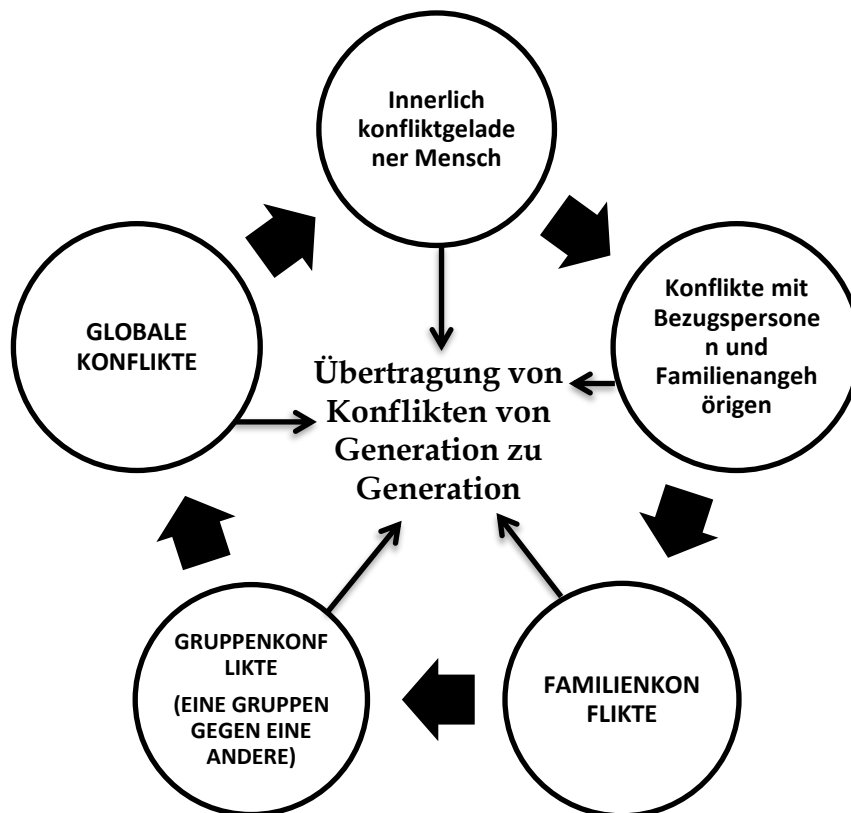 Innerlich
konfliktgelade
ner Mensch
Konflikte mit
Bezugspersone
n und
Familienangeh
örigen
GLOBALE
KONFLIKTE
Übertragung von
Konflikten von
Generation zu
Generation
GRUPPENKONF
LIKTE
(EINE GRUPPEN
GEGEN EINE
ANDERE)
FAMILIENKON
FLIKTE